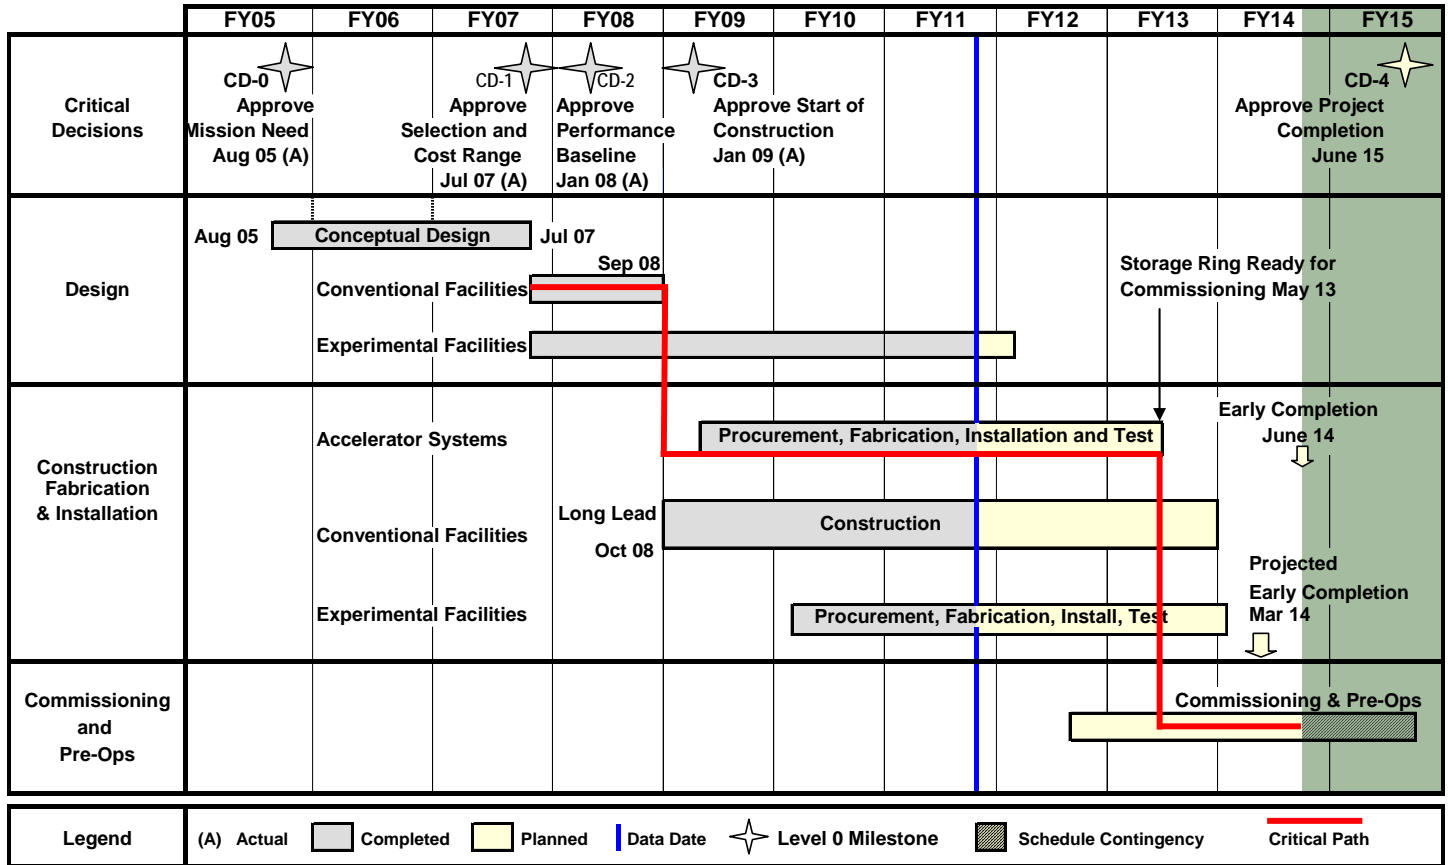 FY05 FY06 FY07 FY08 FY09 FY10 FY11 FY12 FY13 FY14 FY15
Critical
Decisions
CD-0
Approve
Mission Need
Aug 05 (A)
CD-1
Approve
Selection and
Cost Range
Jul 07 (A)
CD-2
Approve
Performance
Baseline
Jan 08 (A)
CD-3
Approve Start of
Construction
Jan 09 (A)
CD-4
Approve Project
Completion
June 15
Design
Aug 05
Conceptual Design
Jul 07
Sep 08
Conventional Facilities
Experimental Facilities
Storage Ring Ready for
Commissioning May 13
Construction
Fabrication
& Installation
Accelerator Systems
Procurement, Fabrication, Installation and Test
Early Completion
June 14
Long Lead
Oct 08
Conventional Facilities
Construction
Experimental Facilities
Procurement, Fabrication, Install, Test
Projected
Early Completion
Mar 14
Commissioning
and
Pre-Ops
Commissioning & Pre-Ops
Legend
(A) Actual
Completed
Planned
Data Date
Level 0 Milestone
Schedule Contingency
Critical Path